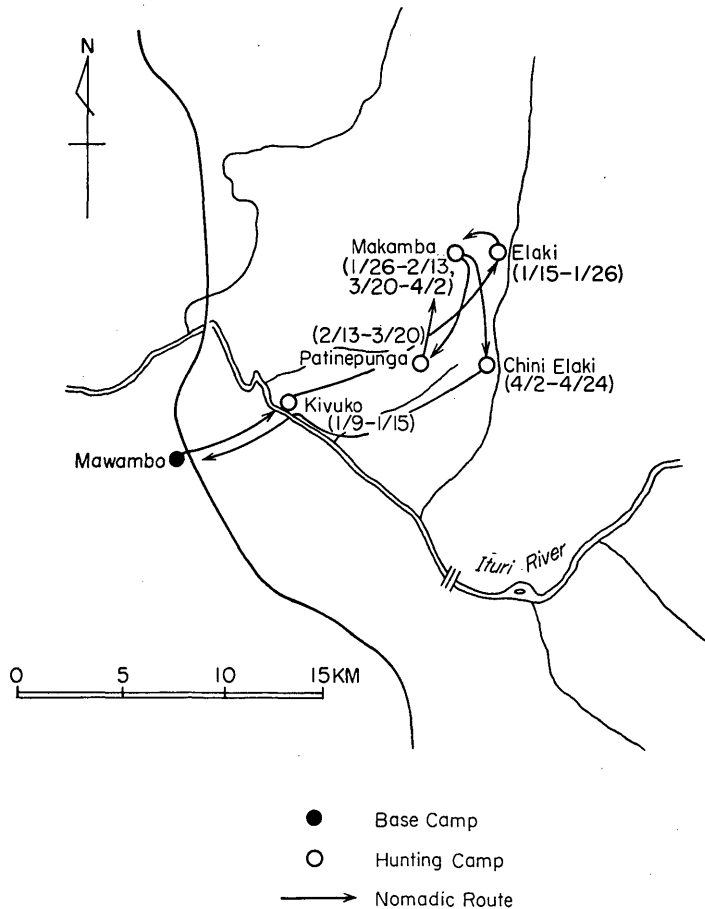 N
Makamba
(1/26-2/13,
3/20-4/2)
Elaki
(1/15-1/26)
(2/13-3/20)
Patinepunga
Chini Elaki
(4/2-4/24)
Kivuko
(1/9-1/15)
Mawambo
Ituri River
0 5 10 15KM
Base Camp
Hunting Camp
Nomadic Route